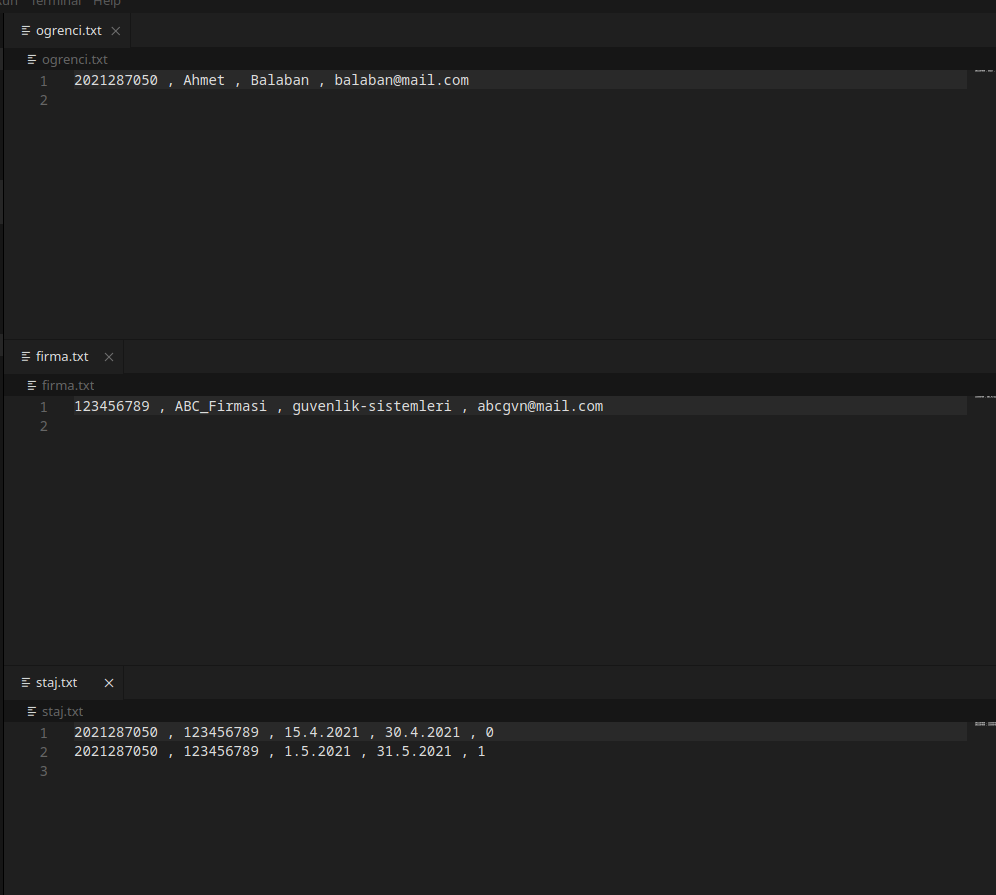 Terminal Help
ogrenci.txt
ogrenci.txt
1 2021287050 , Ahmet , Balaban , balaban@mail.com
2
firma.txt
firma.txt
1 123456789 , ABC_Firmasi , guvenlik-sistemleri , abcgvn@mail.com
2
staj.txt
staj.txt
1 2021287050 , 123456789 , 15.4.2021 , 30.4.2021 , 0
2 2021287050 , 123456789 , 1.5.2021 , 31.5.2021 , 1
3